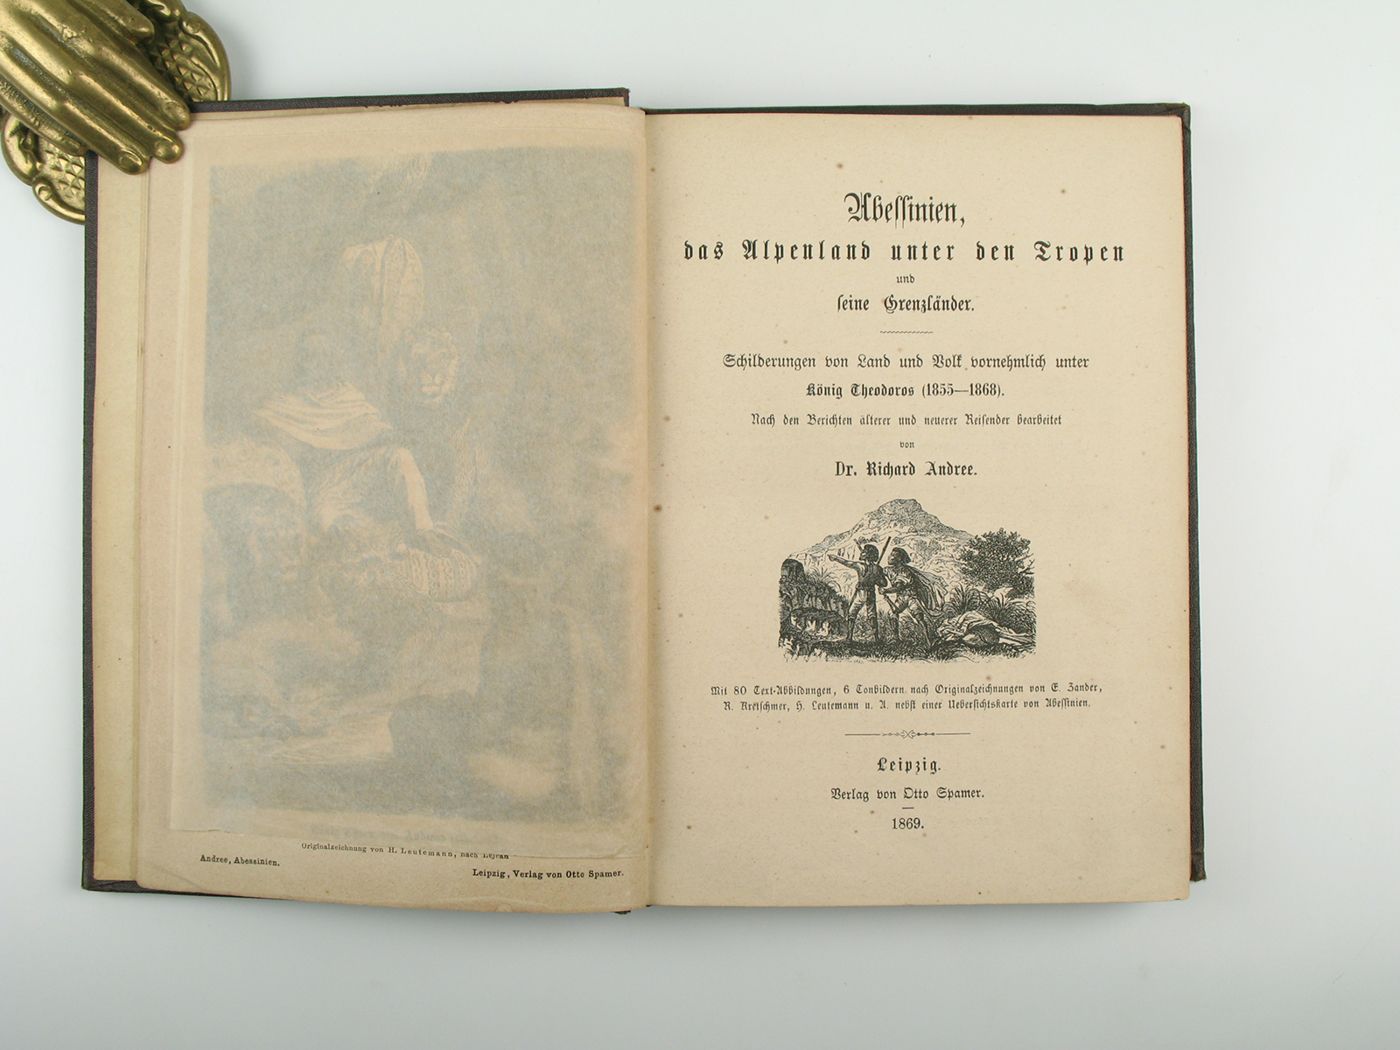 Originalzeichnung von H. Leutemann, nach Lejean
Andree, Abessinien.
Leipzig, Verlag von Otto Spamer.
Abessinien,
das Alpenland unter den Tropen
und
seine Grenzländer.
Schilderungen von Land und Volk vornehmlich unter
König Theodoros (1855—1868).
Nach den Berichten älterer und neuerer Reisender bearbeitet
von
Dr. Richard Andree.
Mit 80 Text-Abbildungen, 6 Tonbildern nach Originalzeichnungen von E. Zander,
R. Kretschmer, H. Leutemann u. A. nebst einer Uebersichtskarte von Abessinien.
Leipzig.
Verlag von Otto Spamer.
1869.